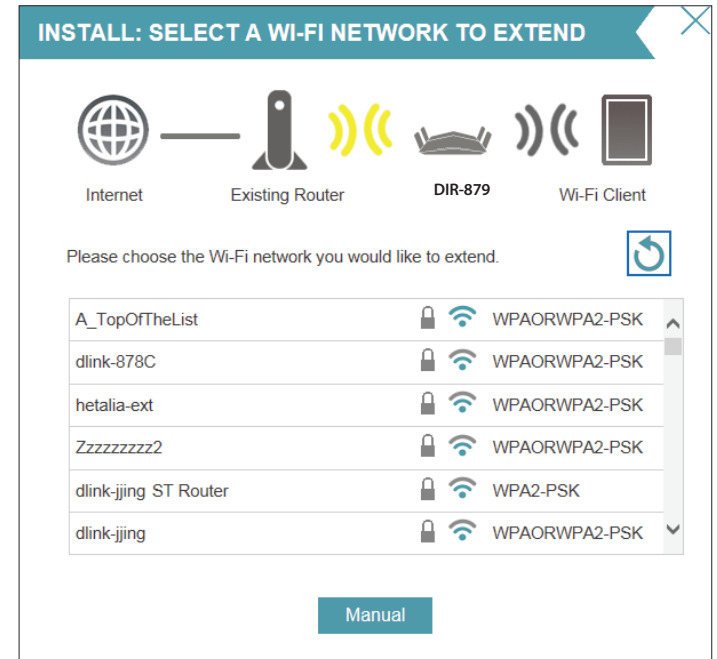 INSTALL: SELECT A WI-FI NETWORK TO EXTEND
Internet Existing Router DIR-879 Wi-Fi Client
Please choose the Wi-Fi network you would like to extend.
A_TopOfTheList WPAORWPA2-PSK
dlink-878C WPAORWPA2-PSK
hetalia-ext WPAORWPA2-PSK
Zzzzzzzzz2 WPAORWPA2-PSK
dlink-jjing ST Router WPA2-PSK
dlink-jjing WPAORWPA2-PSK
Manual